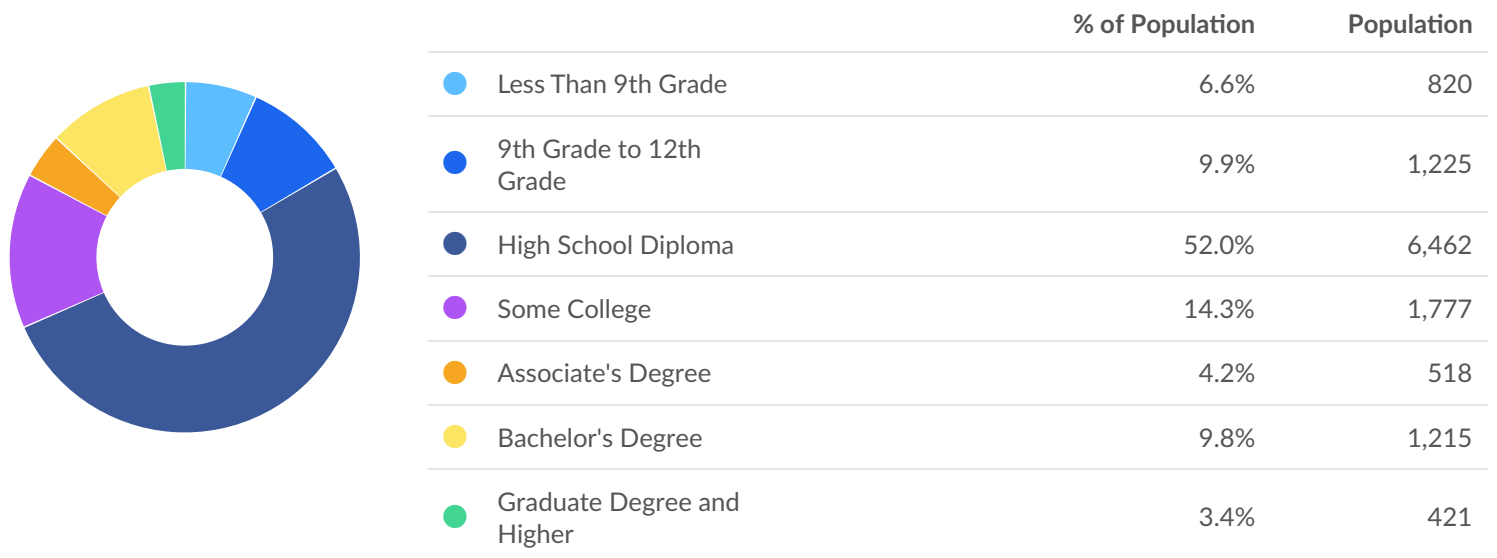 % of Population Population
Less Than 9th Grade 6.6% 820
9th Grade to 12th
Grade 9.9% 1,225
High School Diploma 52.0% 6,462
Some College 14.3% 1,777
Associate's Degree 4.2% 518
Bachelor's Degree 9.8% 1,215
Graduate Degree and
Higher 3.4% 421